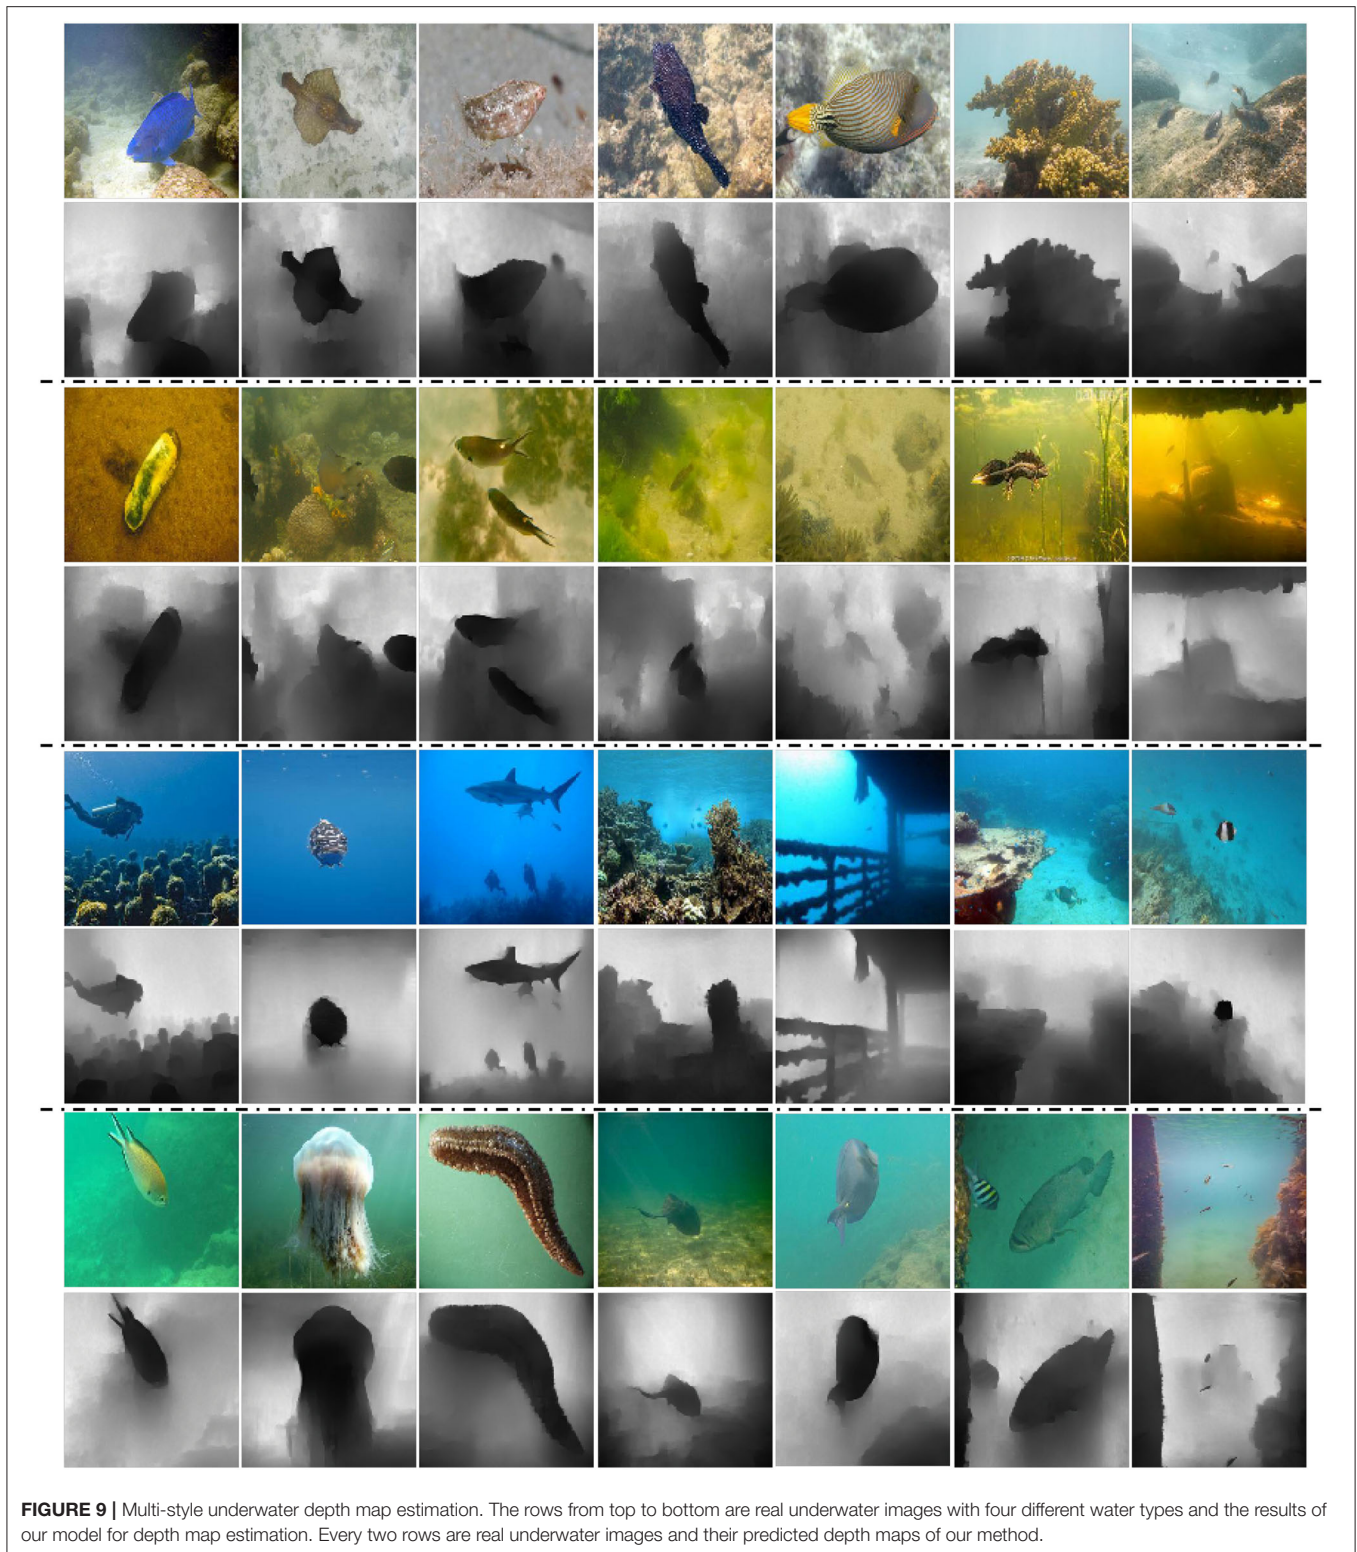 FIGURE 9 | Multi-style underwater depth map estimation. The rows from top to bottom are real underwater images with four different water types and the results of
our model for depth map estimation. Every two rows are real underwater images and their predicted depth maps of our method.